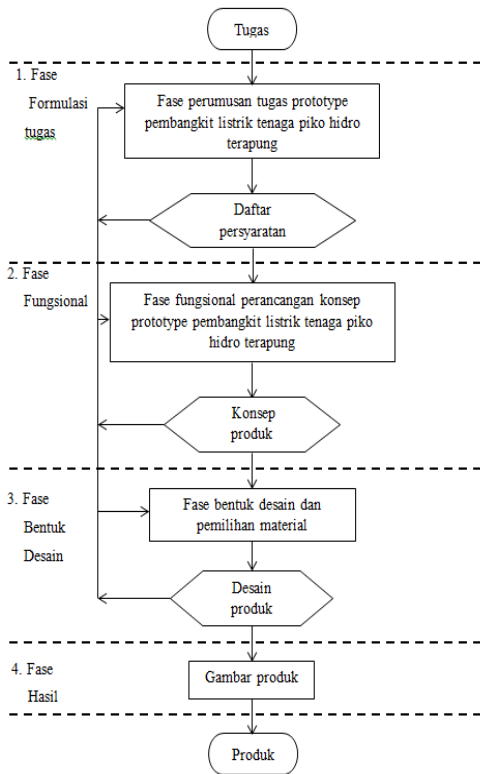 Tugas
1. Fase
Formulasi
tugas
Fase perumusan tugas prototype
pembangkit listrik tenaga piko hidro
terapung
Daftar
persyaratan
2. Fase
Fungsional
Fase fungsional perancangan konsep
prototype pembangkit listrik tenaga piko
hidro terapung
Konsep
produk
3. Fase
Bentuk
Desain
Fase bentuk desain dan
pemilihan material
Desain
produk
4. Fase
Hasil
Gambar produk
Produk